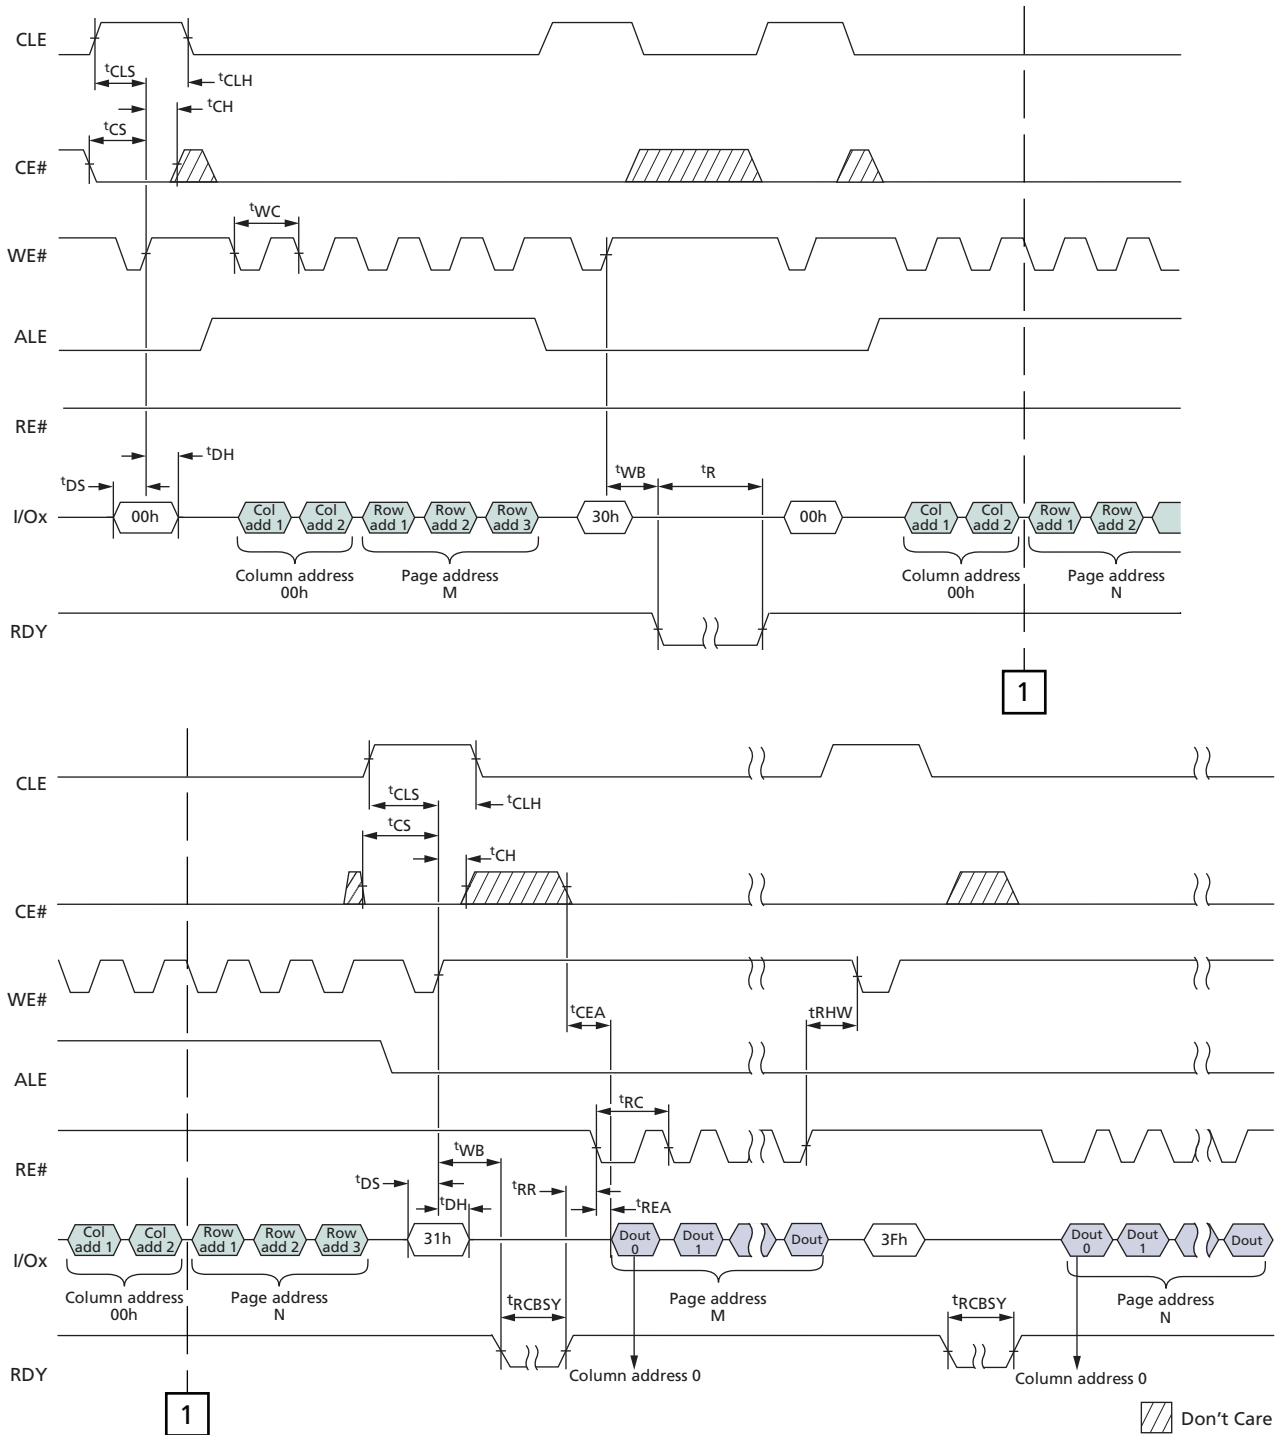 CLE
tCLS
tCLH
tCH
tCS
CE#
tWC
WE#
ALE
RE#
tDH
tDS
tWB
tR
I/Ox
00h
Col add 1
Col add 2
Row add 1
Row add 2
Row add 3
30h
00h
Col add 1
Col add 2
Row add 1
Row add 2
Column address
00h
Page address
M
Column address
00h
Page address
N
RDY
1
CLE
tCLS
tCLH
tCS
tCH
CE#
WE#
tCEA
tRHW
ALE
tRC
RE#
tWB
tDS
tDH
tRR
tREA
I/Ox
Col add 1
Col add 2
Row add 1
Row add 2
Row add 3
31h
Dout 0
Dout 1
Dout
3Fh
Dout 0
Dout 1
Dout
Column address
00h
Page address
N
tRCBSY
Page address
M
tRCBSY
Page address
N
RDY
Column address 0
Column address 0
1
Don't Care